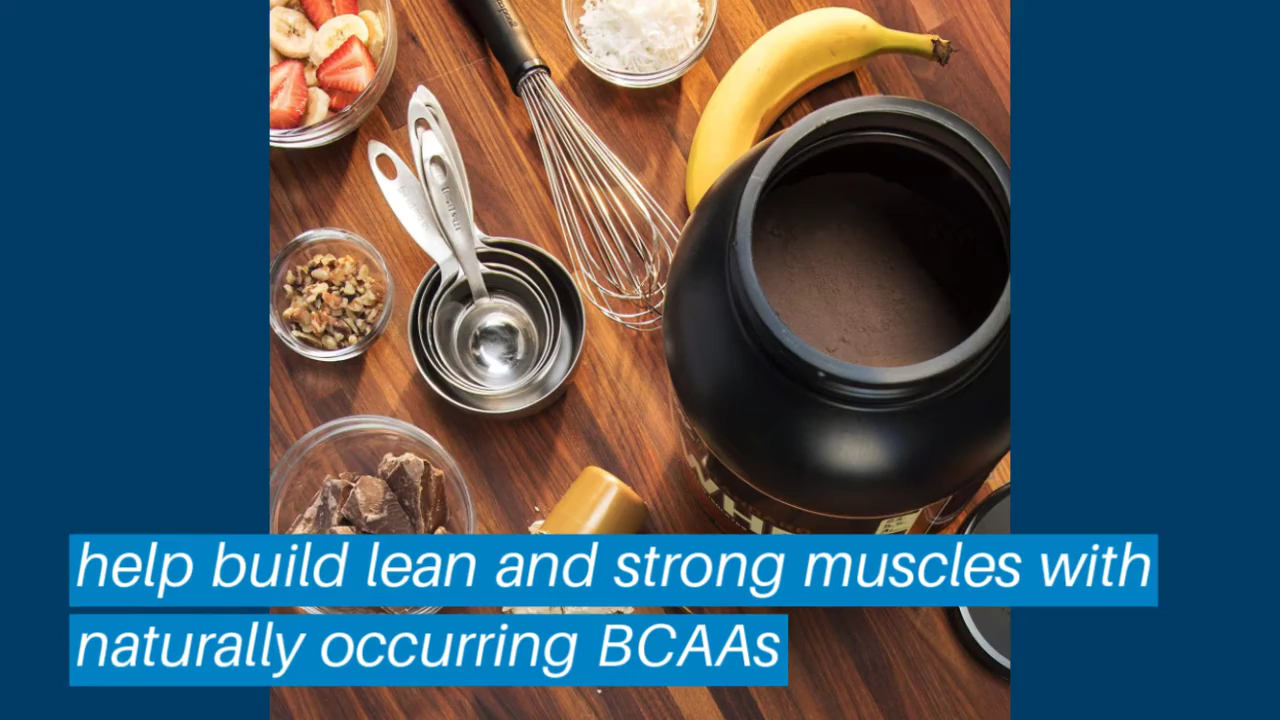 help build lean and strong muscles with
naturally occurring BCAAs